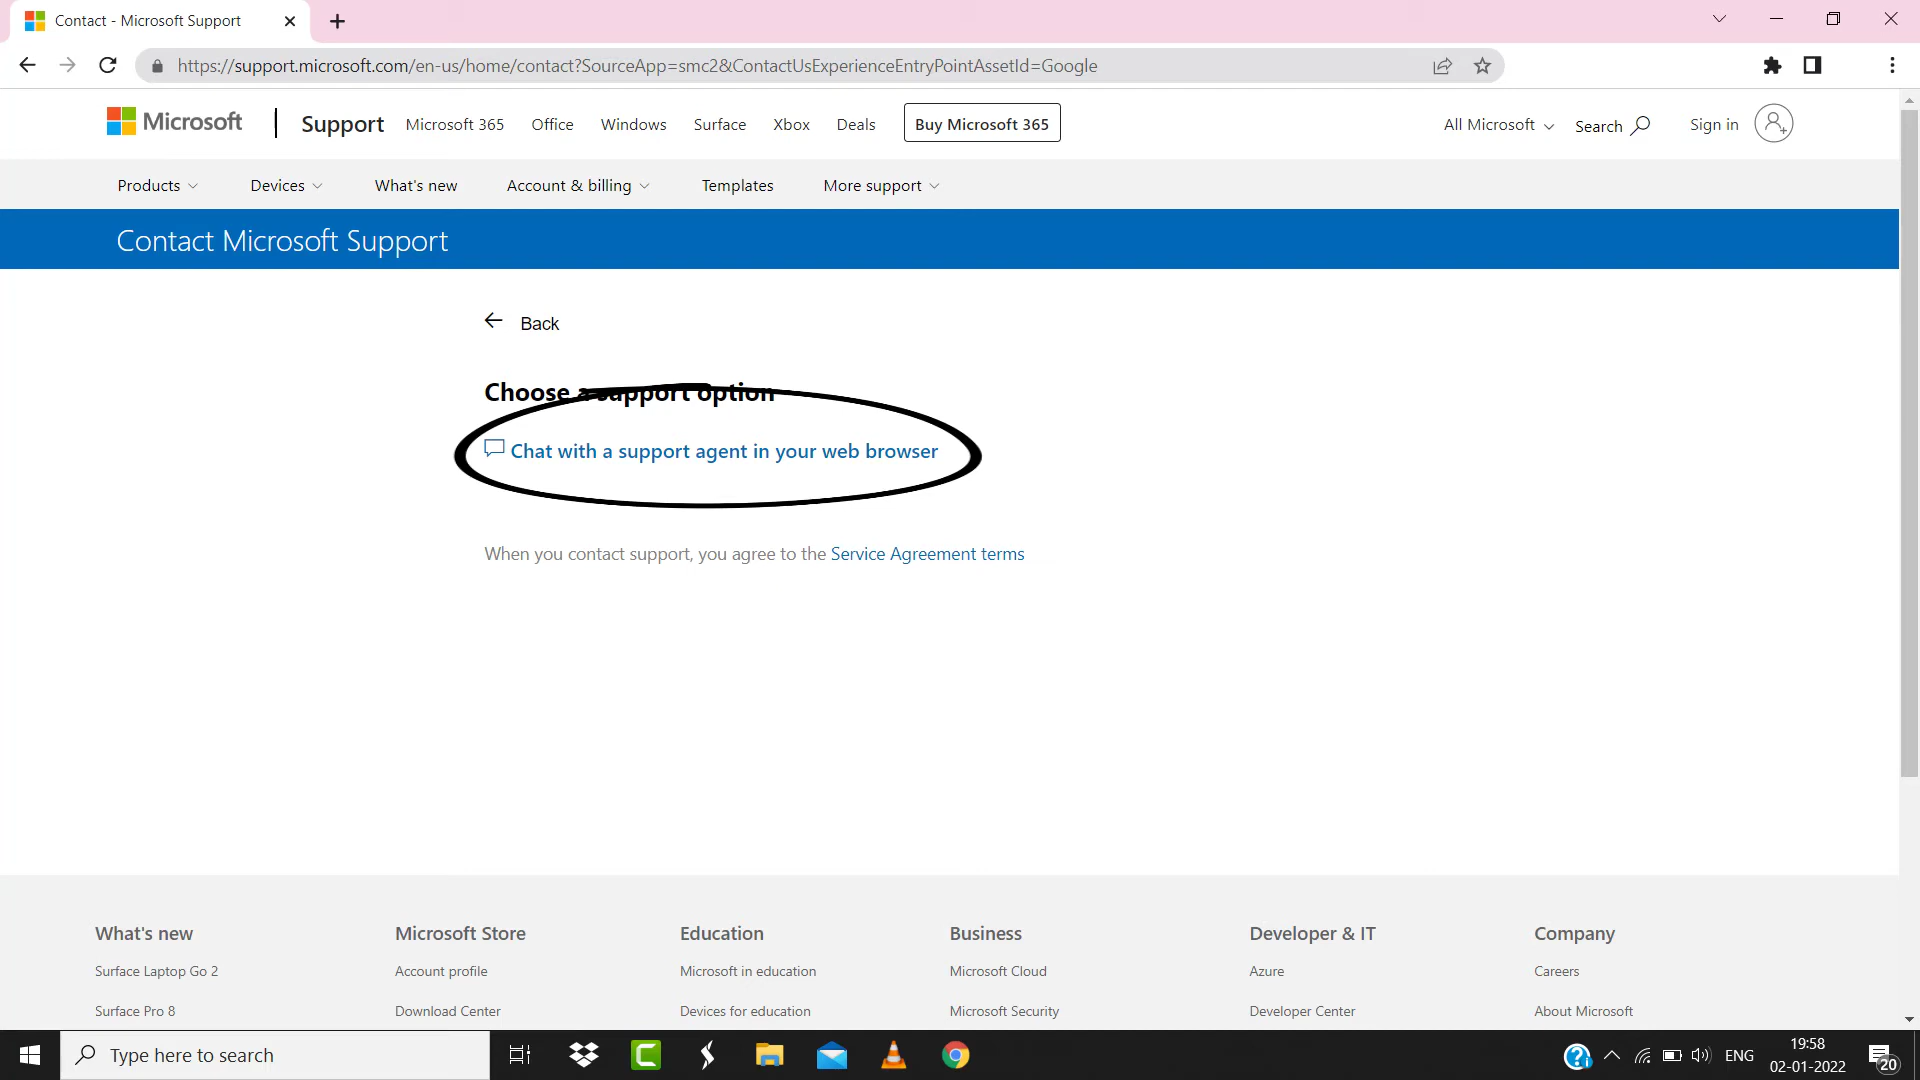 Contact - Microsoft Support
https://support.microsoft.com/en-us/home/contact?SourceApp=smc2&ContactUsExperienceEntryPointAssetId=Google
Microsoft Support Microsoft 365 Office Windows Surface Xbox Deals Buy Microsoft 365 All Microsoft Search Sign in
Products Devices What's new Account & billing Templates More support
Contact Microsoft Support
Back
Choose a support option
Chat with a support agent in your web browser
When you contact support, you agree to the Service Agreement terms
What's new Microsoft Store Education Business Developer & IT Company
Surface Laptop Go 2 Account profile Microsoft in education Microsoft Cloud Azure Careers
Surface Pro 8 Download Center Devices for education Microsoft Security Developer Center About Microsoft
Type here to search ENG 19:58
02-01-2022 20